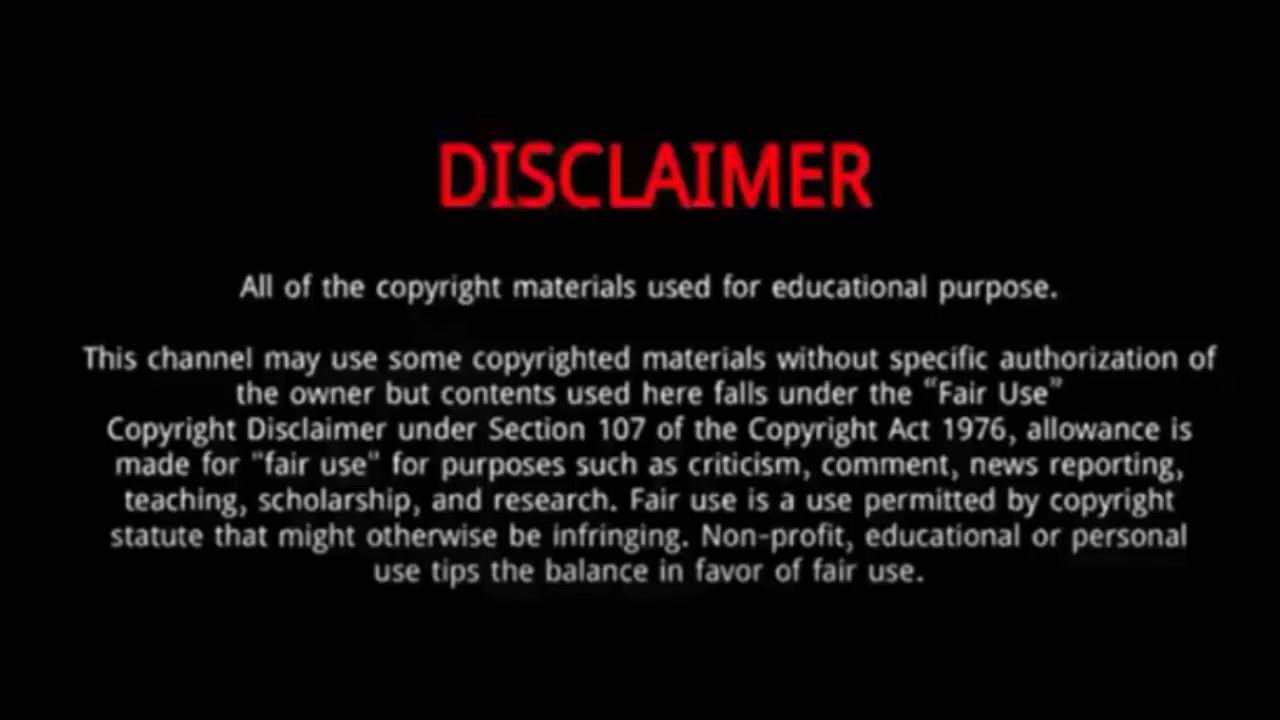 DISCLAIMER
All of the copyright materials used for educational purpose.
This channel may use some copyrighted materials without specific authorization of
the owner but contents used here falls under the “Fair Use”
Copyright Disclaimer under Section 107 of the Copyright Act 1976, allowance is
made for "fair use" for purposes such as criticism, comment, news reporting,
teaching, scholarship, and research. Fair use is a use permitted by copyright
statute that might otherwise be infringing. Non-profit, educational or personal
use tips the balance in favor of fair use.